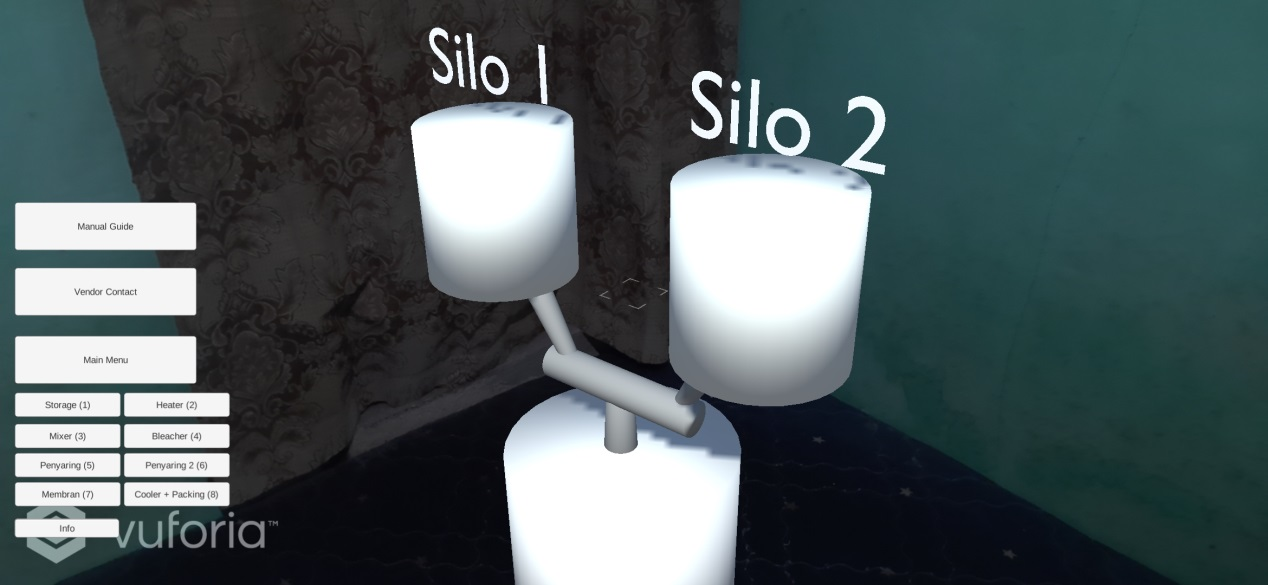 Silo 1
Silo 2
Manual Guide
Vendor Contact
Main Menu
Storage (1)
Heater (2)
Mixer (3)
Bleacher (4)
Penyaring (5)
Penyaring 2 (6)
Membran (7)
Cooler + Packing (8)
Info
vuforia™